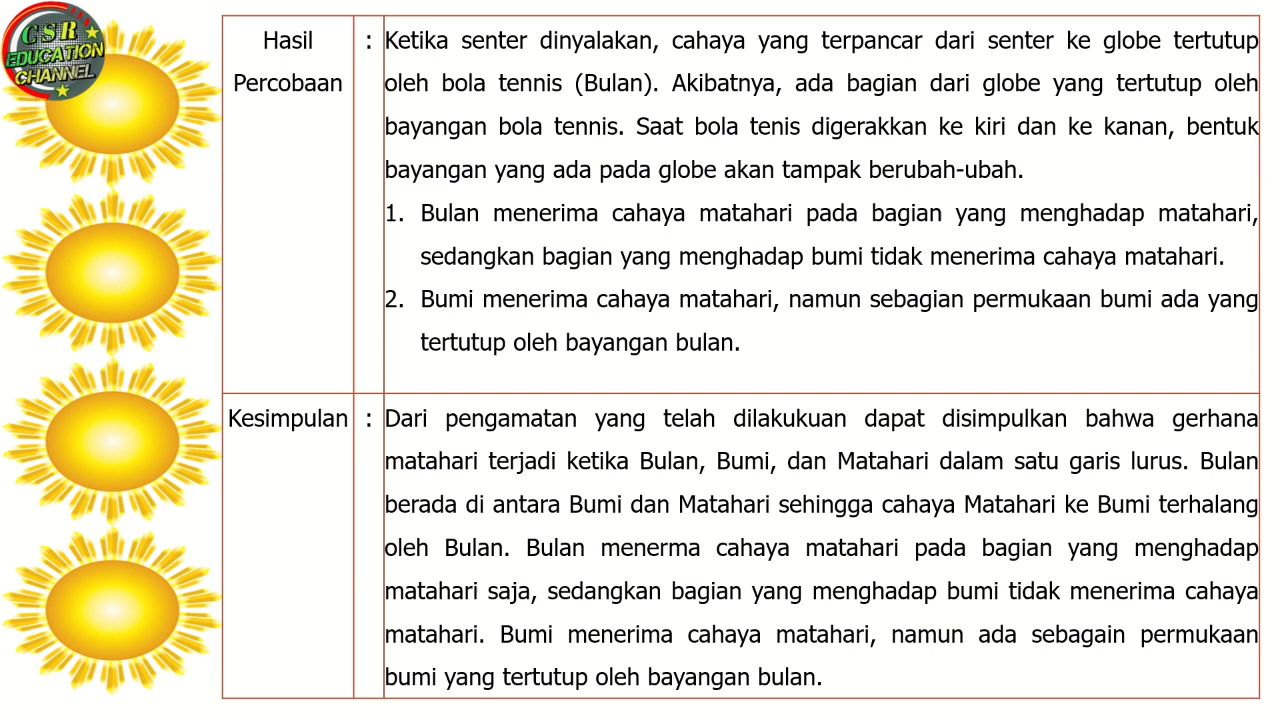 CSR
EDUCATION
CHANNEL
Hasil
Percobaan
:
Ketika senter dinyalakan, cahaya yang terpancar dari senter ke globe tertutup
oleh bola tennis (Bulan). Akibatnya, ada bagian dari globe yang tertutup oleh
bayangan bola tennis. Saat bola tenis digerakkan ke kiri dan ke kanan, bentuk
bayangan yang ada pada globe akan tampak berubah-ubah.
1. Bulan menerima cahaya matahari pada bagian yang menghadap matahari,
sedangkan bagian yang menghadap bumi tidak menerima cahaya matahari.
2. Bumi menerima cahaya matahari, namun sebagian permukaan bumi ada yang
tertutup oleh bayangan bulan.
Kesimpulan
:
Dari pengamatan yang telah dilakukuan dapat disimpulkan bahwa gerhana
matahari terjadi ketika Bulan, Bumi, dan Matahari dalam satu garis lurus. Bulan
berada di antara Bumi dan Matahari sehingga cahaya Matahari ke Bumi terhalang
oleh Bulan. Bulan menerma cahaya matahari pada bagian yang menghadap
matahari saja, sedangkan bagian yang menghadap bumi tidak menerima cahaya
matahari. Bumi menerima cahaya matahari, namun ada sebagain permukaan
bumi yang tertutup oleh bayangan bulan.